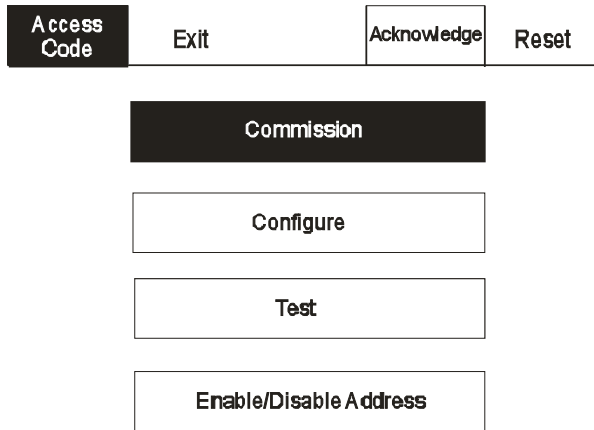 Access
Code
Exit
Acknowledge
Reset
Commission
Configure
Test
Enable/Disable Address